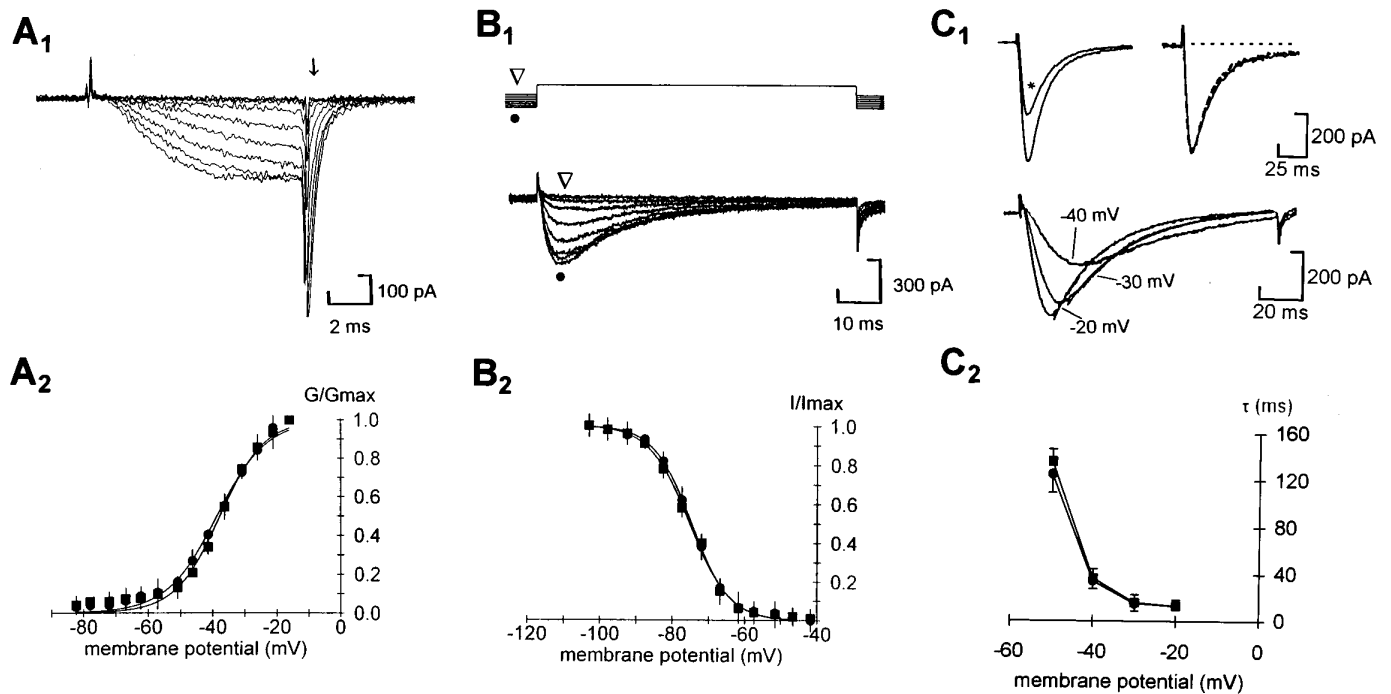 A1
100 pA
2 ms
B1
300 pA
10 ms
C1
*
200 pA
25 ms
-40 mV
-30 mV
-20 mV
200 pA
20 ms
A2
G/Gmax
1.0
0.8
0.6
0.4
0.2
0.0
-80 -60 -40 -20 0
membrane potential (mV)
B2
I/Imax
1.0
0.8
0.6
0.4
0.2
-120 -100 -80 -60 -40
membrane potential (mV)
C2
τ (ms)
160
120
80
40
0
-60 -40 -20 0
membrane potential (mV)